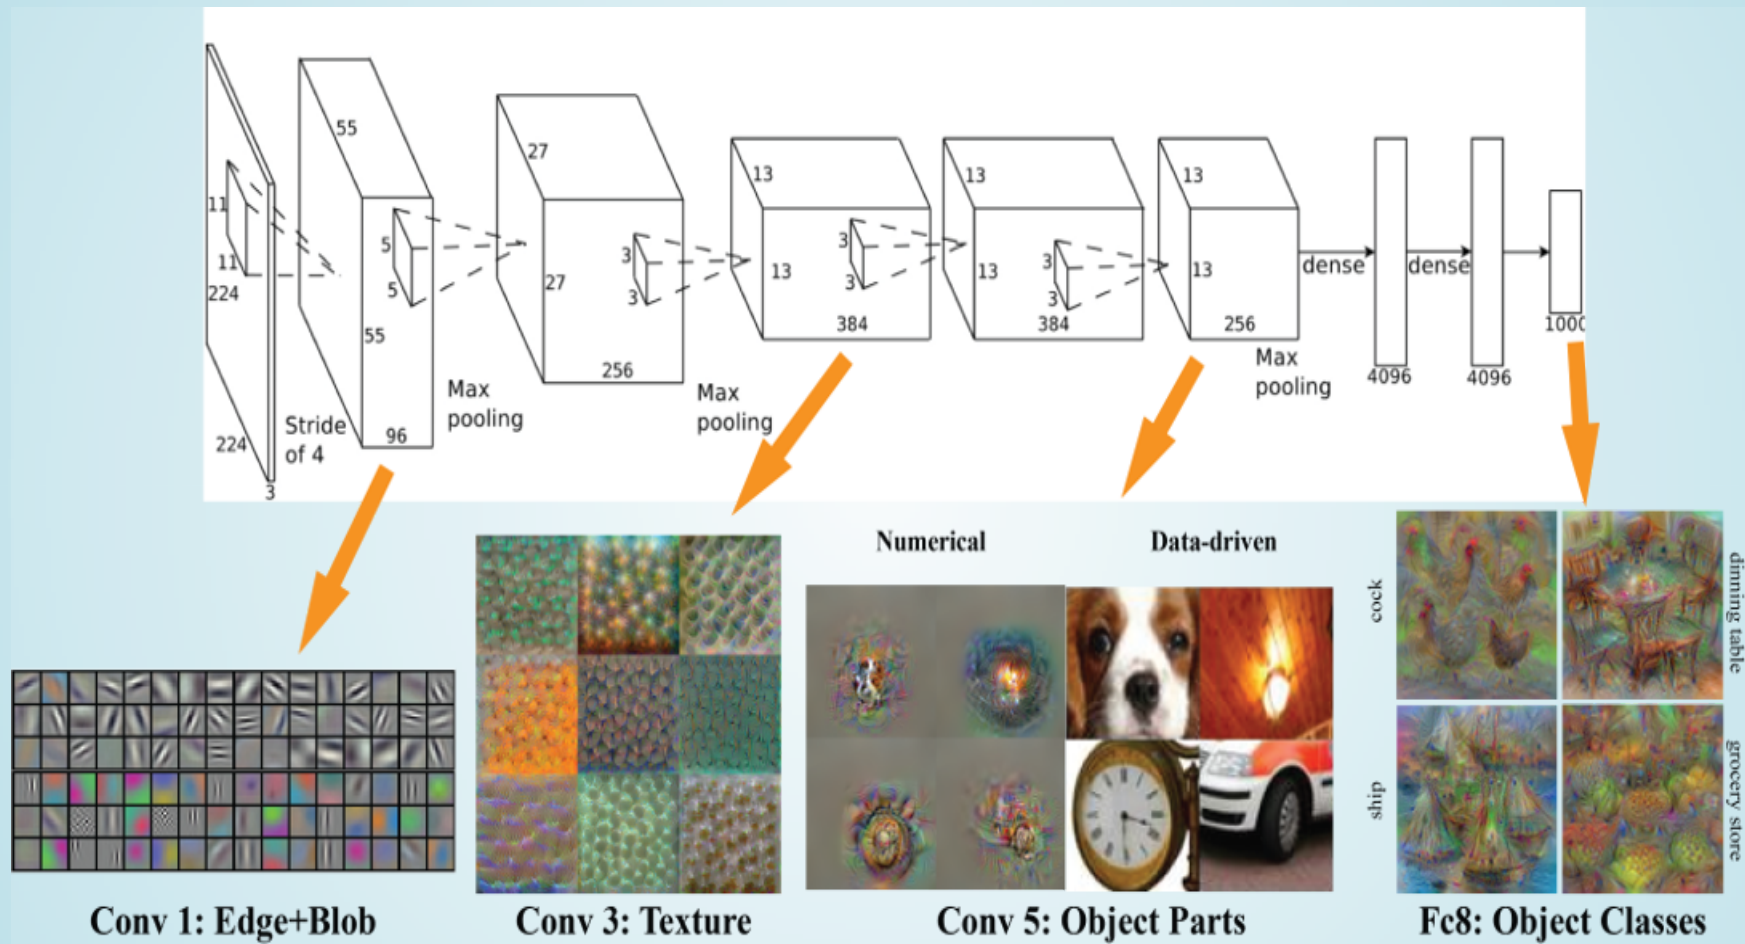 55
27
13
13
13
11
5
3
3
3
11
224
5
3
3
3
55
27
13
13
13
dense
dense
224
3
Stride
of 4
96
Max
pooling
256
Max
pooling
384
384
256
Max
pooling
4096
4096
1000
Numerical
Data-driven
cock
dinning table
ship
grocery store
Conv 1: Edge+Blob
Conv 3: Texture
Conv 5: Object Parts
Fc8: Object Classes